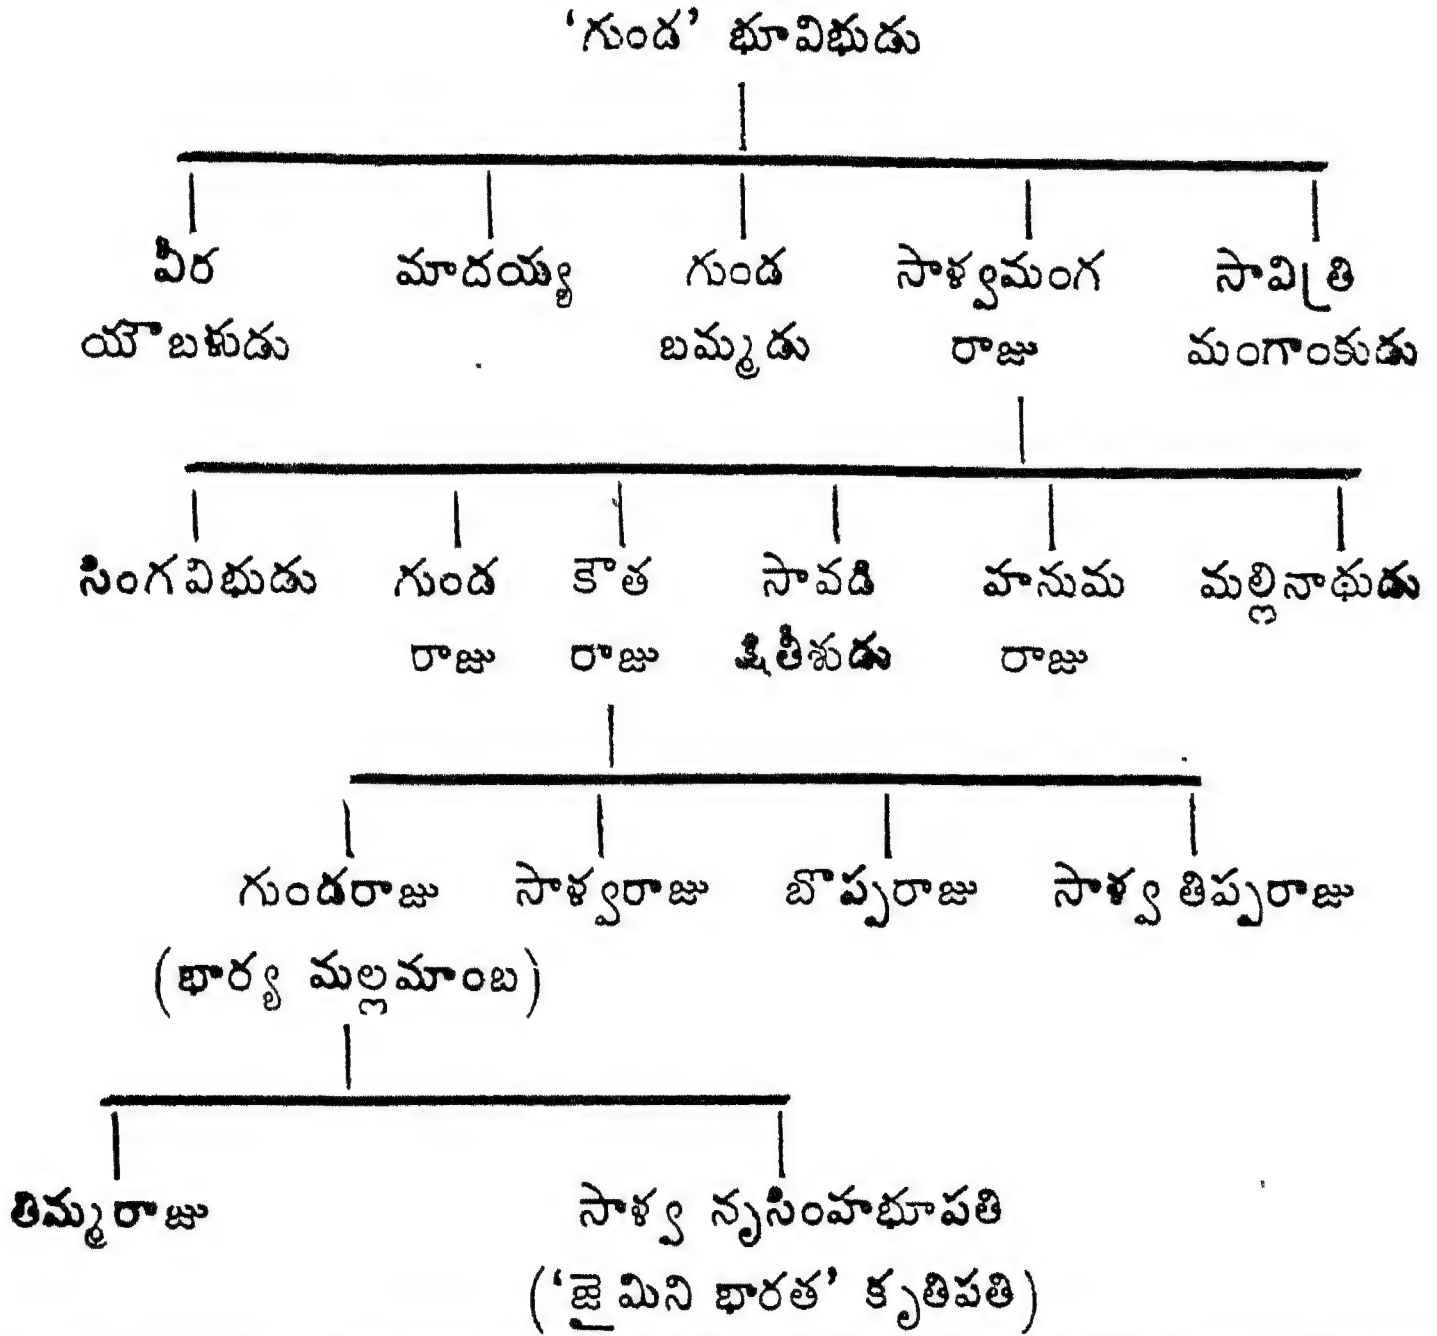 ‘గుండ’ భూవిభుడు
వీర మాదయ్య గుండ సాళ్వమంగ సావిత్రి
యౌబళుడు బమ్మడు రాజు మంగాంకుడు
సింగవిభుడు గుండ కౌత సావడి హనుమ మల్లినాథుడు
రాజు రాజు క్షితీశుడు రాజు
గుండరాజు సాళ్వరాజు బొప్పరాజు సాళ్వ తిప్పరాజు
(భార్య మల్లమాంబ)
తిమ్మరాజు సాళ్వ నృసింహభూపతి
(‘జైమిని భారత’ కృతిపతి)